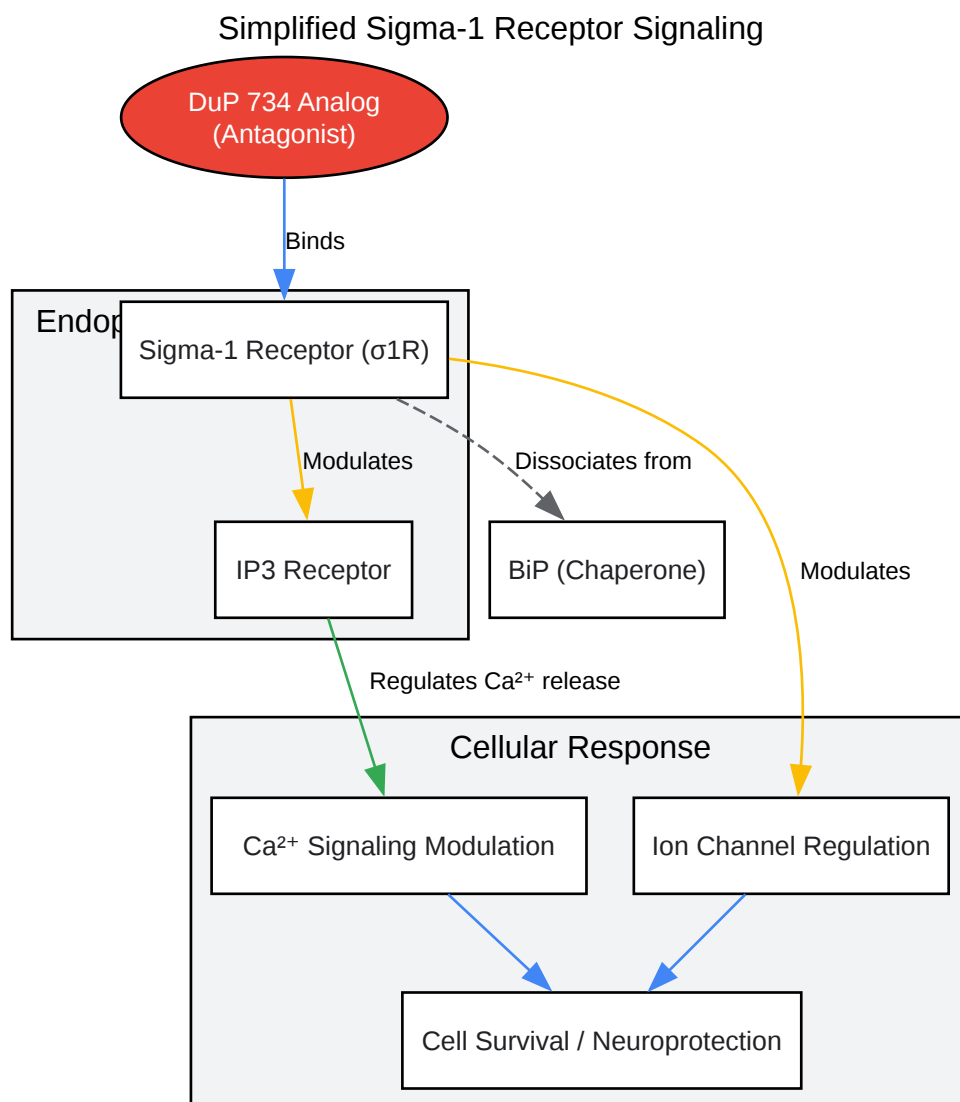 Simplified Sigma-1 Receptor Signaling
DuP 734 Analog
(Antagonist)
Binds
Endop
Sigma-1 Receptor (σ1R)
Modulates
Dissociates from
IP3 Receptor
BiP (Chaperone)
Modulates
Regulates Ca²⁺ release
Cellular Response
Ca²⁺ Signaling Modulation
Ion Channel Regulation
Cell Survival / Neuroprotection